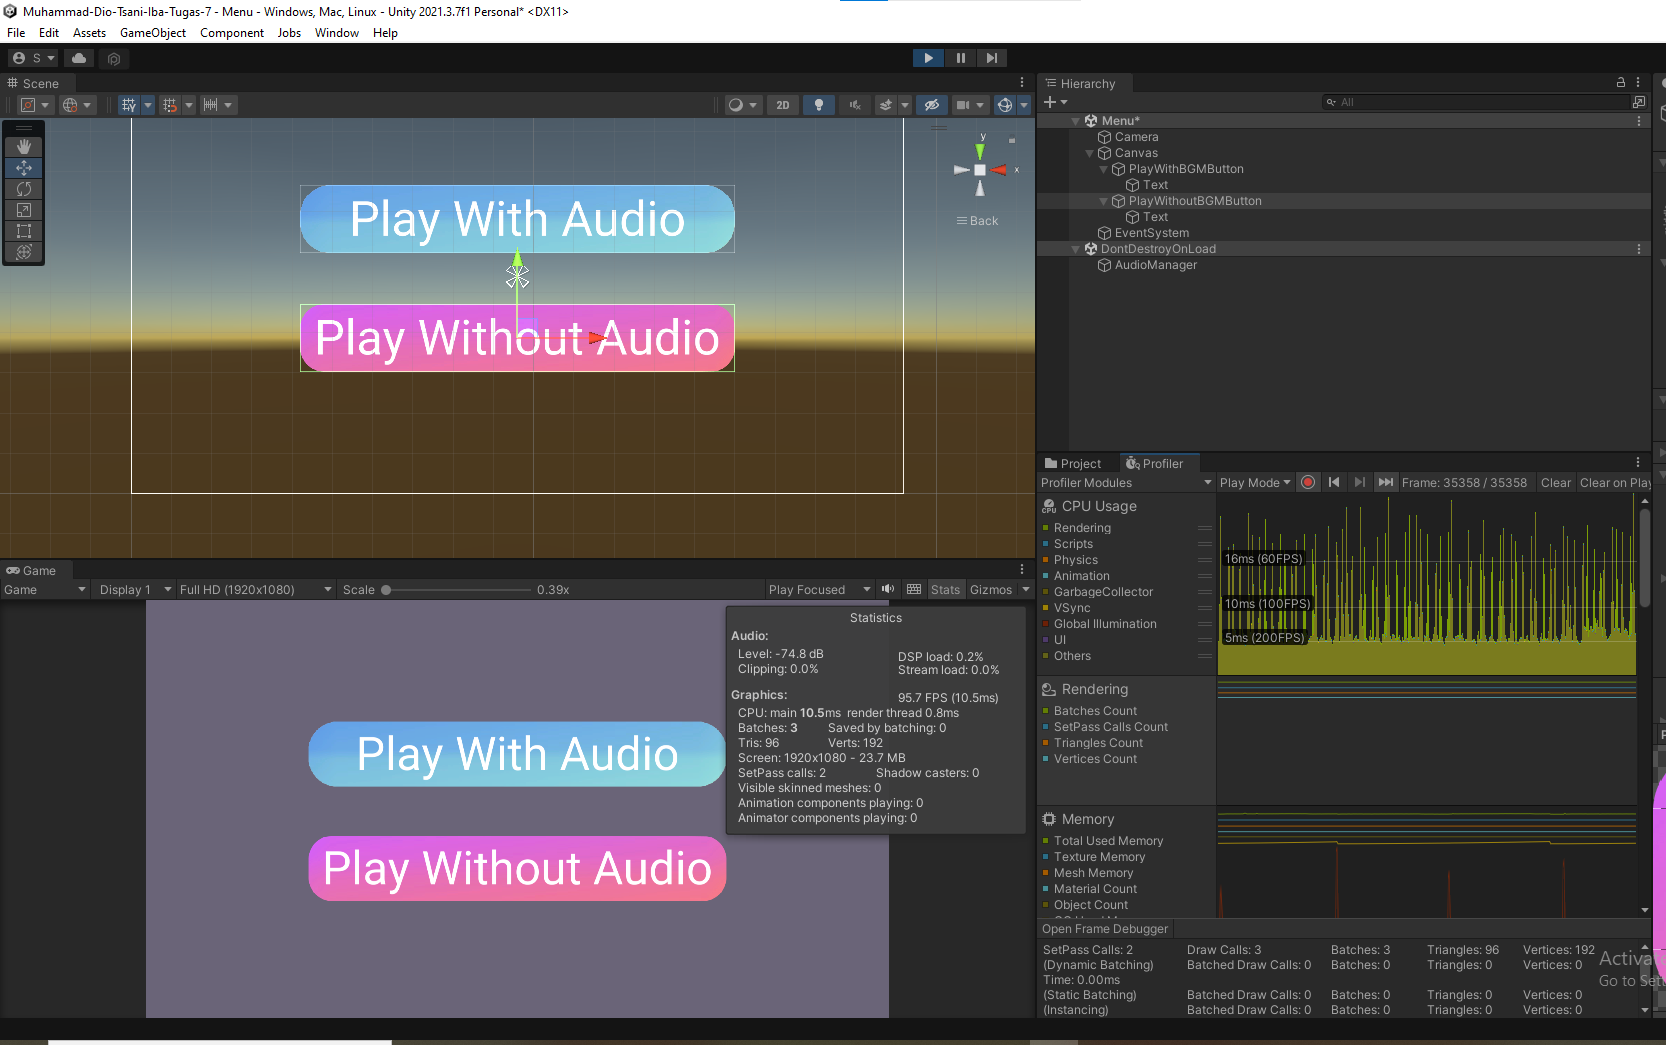 Muhammad-Dio-Tsani-Iba-Tugas-7 - Menu - Windows, Mac, Linux - Unity 2021.3.7f1 Personal* <DX11>
File Edit Assets GameObject Component Jobs Window Help
S
Scene
2D
Play With Audio
Play Without Audio
y
x
Back
Hierarchy
All
Menu*
Camera
Canvas
PlayWithBGMButton
Text
PlayWithoutBGMButton
Text
EventSystem
DontDestroyOnLoad
AudioManager
Game
Game Display 1 Full HD (1920x1080) Scale 0.39x Play Focused Stats Gizmos
Play With Audio
Play Without Audio
Statistics
Audio:
Level: -74.8 dB DSP load: 0.2%
Clipping: 0.0% Stream load: 0.0%
Graphics: 95.7 FPS (10.5ms)
CPU: main 10.5ms render thread 0.8ms
Batches: 3 Saved by batching: 0
Tris: 96 Verts: 192
Screen: 1920x1080 - 23.7 MB
SetPass calls: 2 Shadow casters: 0
Visible skinned meshes: 0
Animation components playing: 0
Animator components playing: 0
Project Profiler
Profiler Modules Play Mode Frame: 35358 / 35358 Clear Clear on Play
CPU Usage
Rendering
Scripts
Physics
Animation
GarbageCollector
VSync
Global Illumination
UI
Others
16ms (60FPS)
10ms (100FPS)
5ms (200FPS)
Rendering
Batches Count
SetPass Calls Count
Triangles Count
Vertices Count
Memory
Total Used Memory
Texture Memory
Mesh Memory
Material Count
Object Count
Open Frame Debugger
SetPass Calls: 2 Draw Calls: 3 Batches: 3 Triangles: 96 Vertices: 192
(Dynamic Batching) Batched Draw Calls: 0 Batches: 0 Triangles: 0 Vertices: 0
Time: 0.00ms
(Static Batching) Batched Draw Calls: 0 Batches: 0 Triangles: 0 Vertices: 0
(Instancing) Batched Draw Calls: 0 Batches: 0 Triangles: 0 Vertices: 0
Activa
Go to Sett